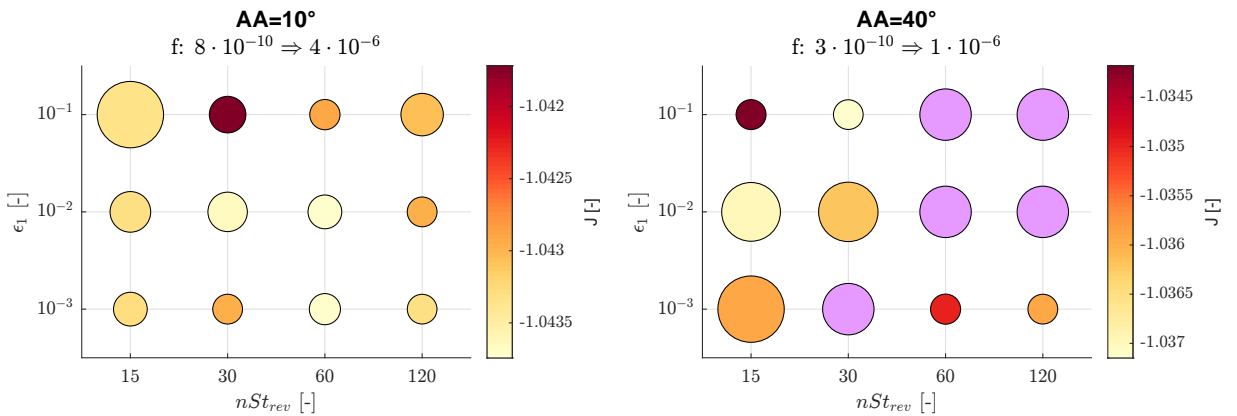 AA=10°
f: 8 · 10⁻¹⁰ ⇒ 4 · 10⁻⁶
10⁻¹
10⁻²
10⁻³
ϵ₁ [-]
15 30 60 120
nSt_rev [-]
-1.042
-1.0425
-1.043
-1.0435
J [-]
AA=40°
f: 3 · 10⁻¹⁰ ⇒ 1 · 10⁻⁶
10⁻¹
10⁻²
10⁻³
ϵ₁ [-]
15 30 60 120
nSt_rev [-]
-1.0345
-1.035
-1.0355
-1.036
-1.0365
-1.037
J [-]